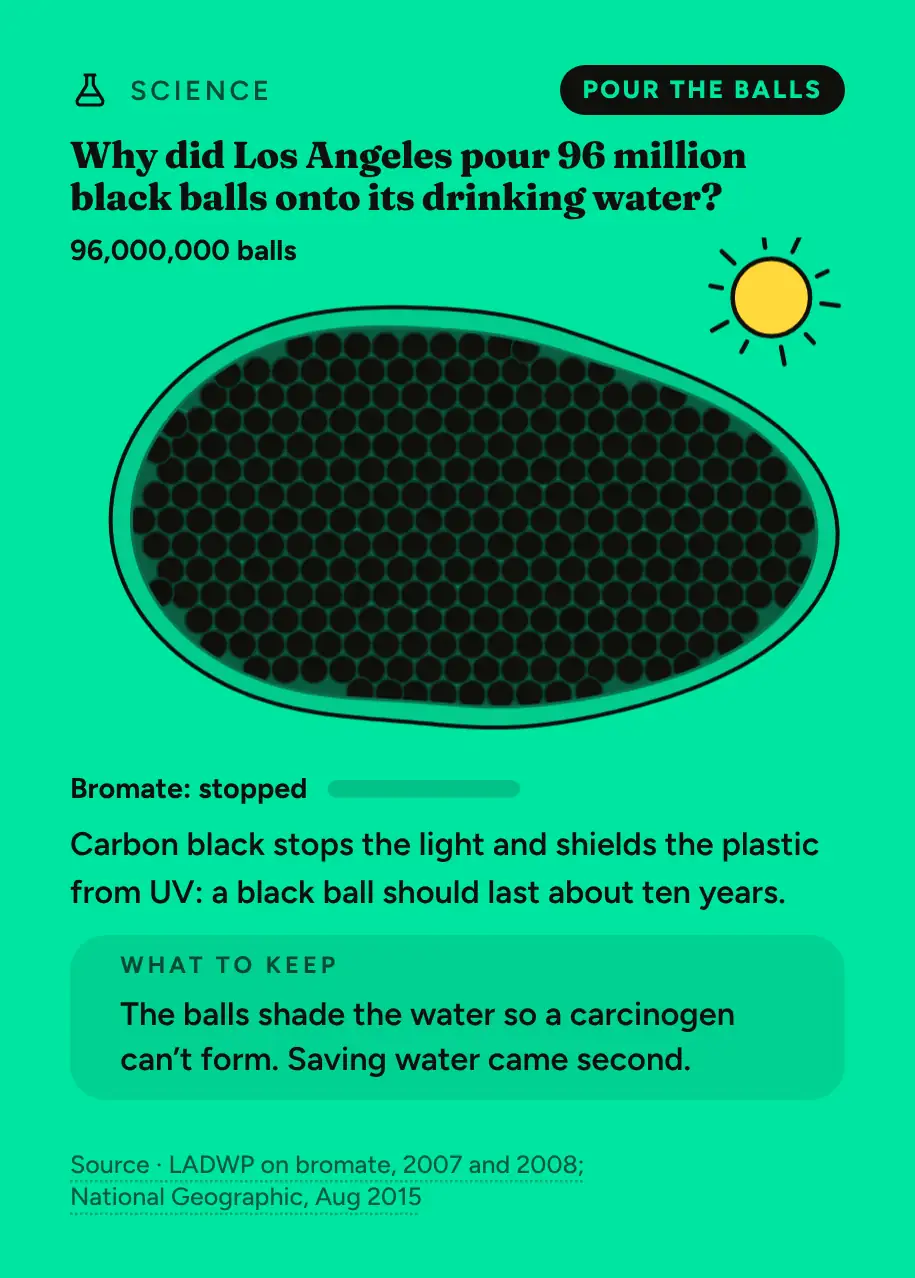 SCIENCE
POUR THE BALLS
Why did Los Angeles pour 96 million
black balls onto its drinking water?
96,000,000 balls
Bromate: stopped
Carbon black stops the light and shields the plastic
from UV: a black ball should last about ten years.
WHAT TO KEEP
The balls shade the water so a carcinogen
can’t form. Saving water came second.
Source · LADWP on bromate, 2007 and 2008;
National Geographic, Aug 2015